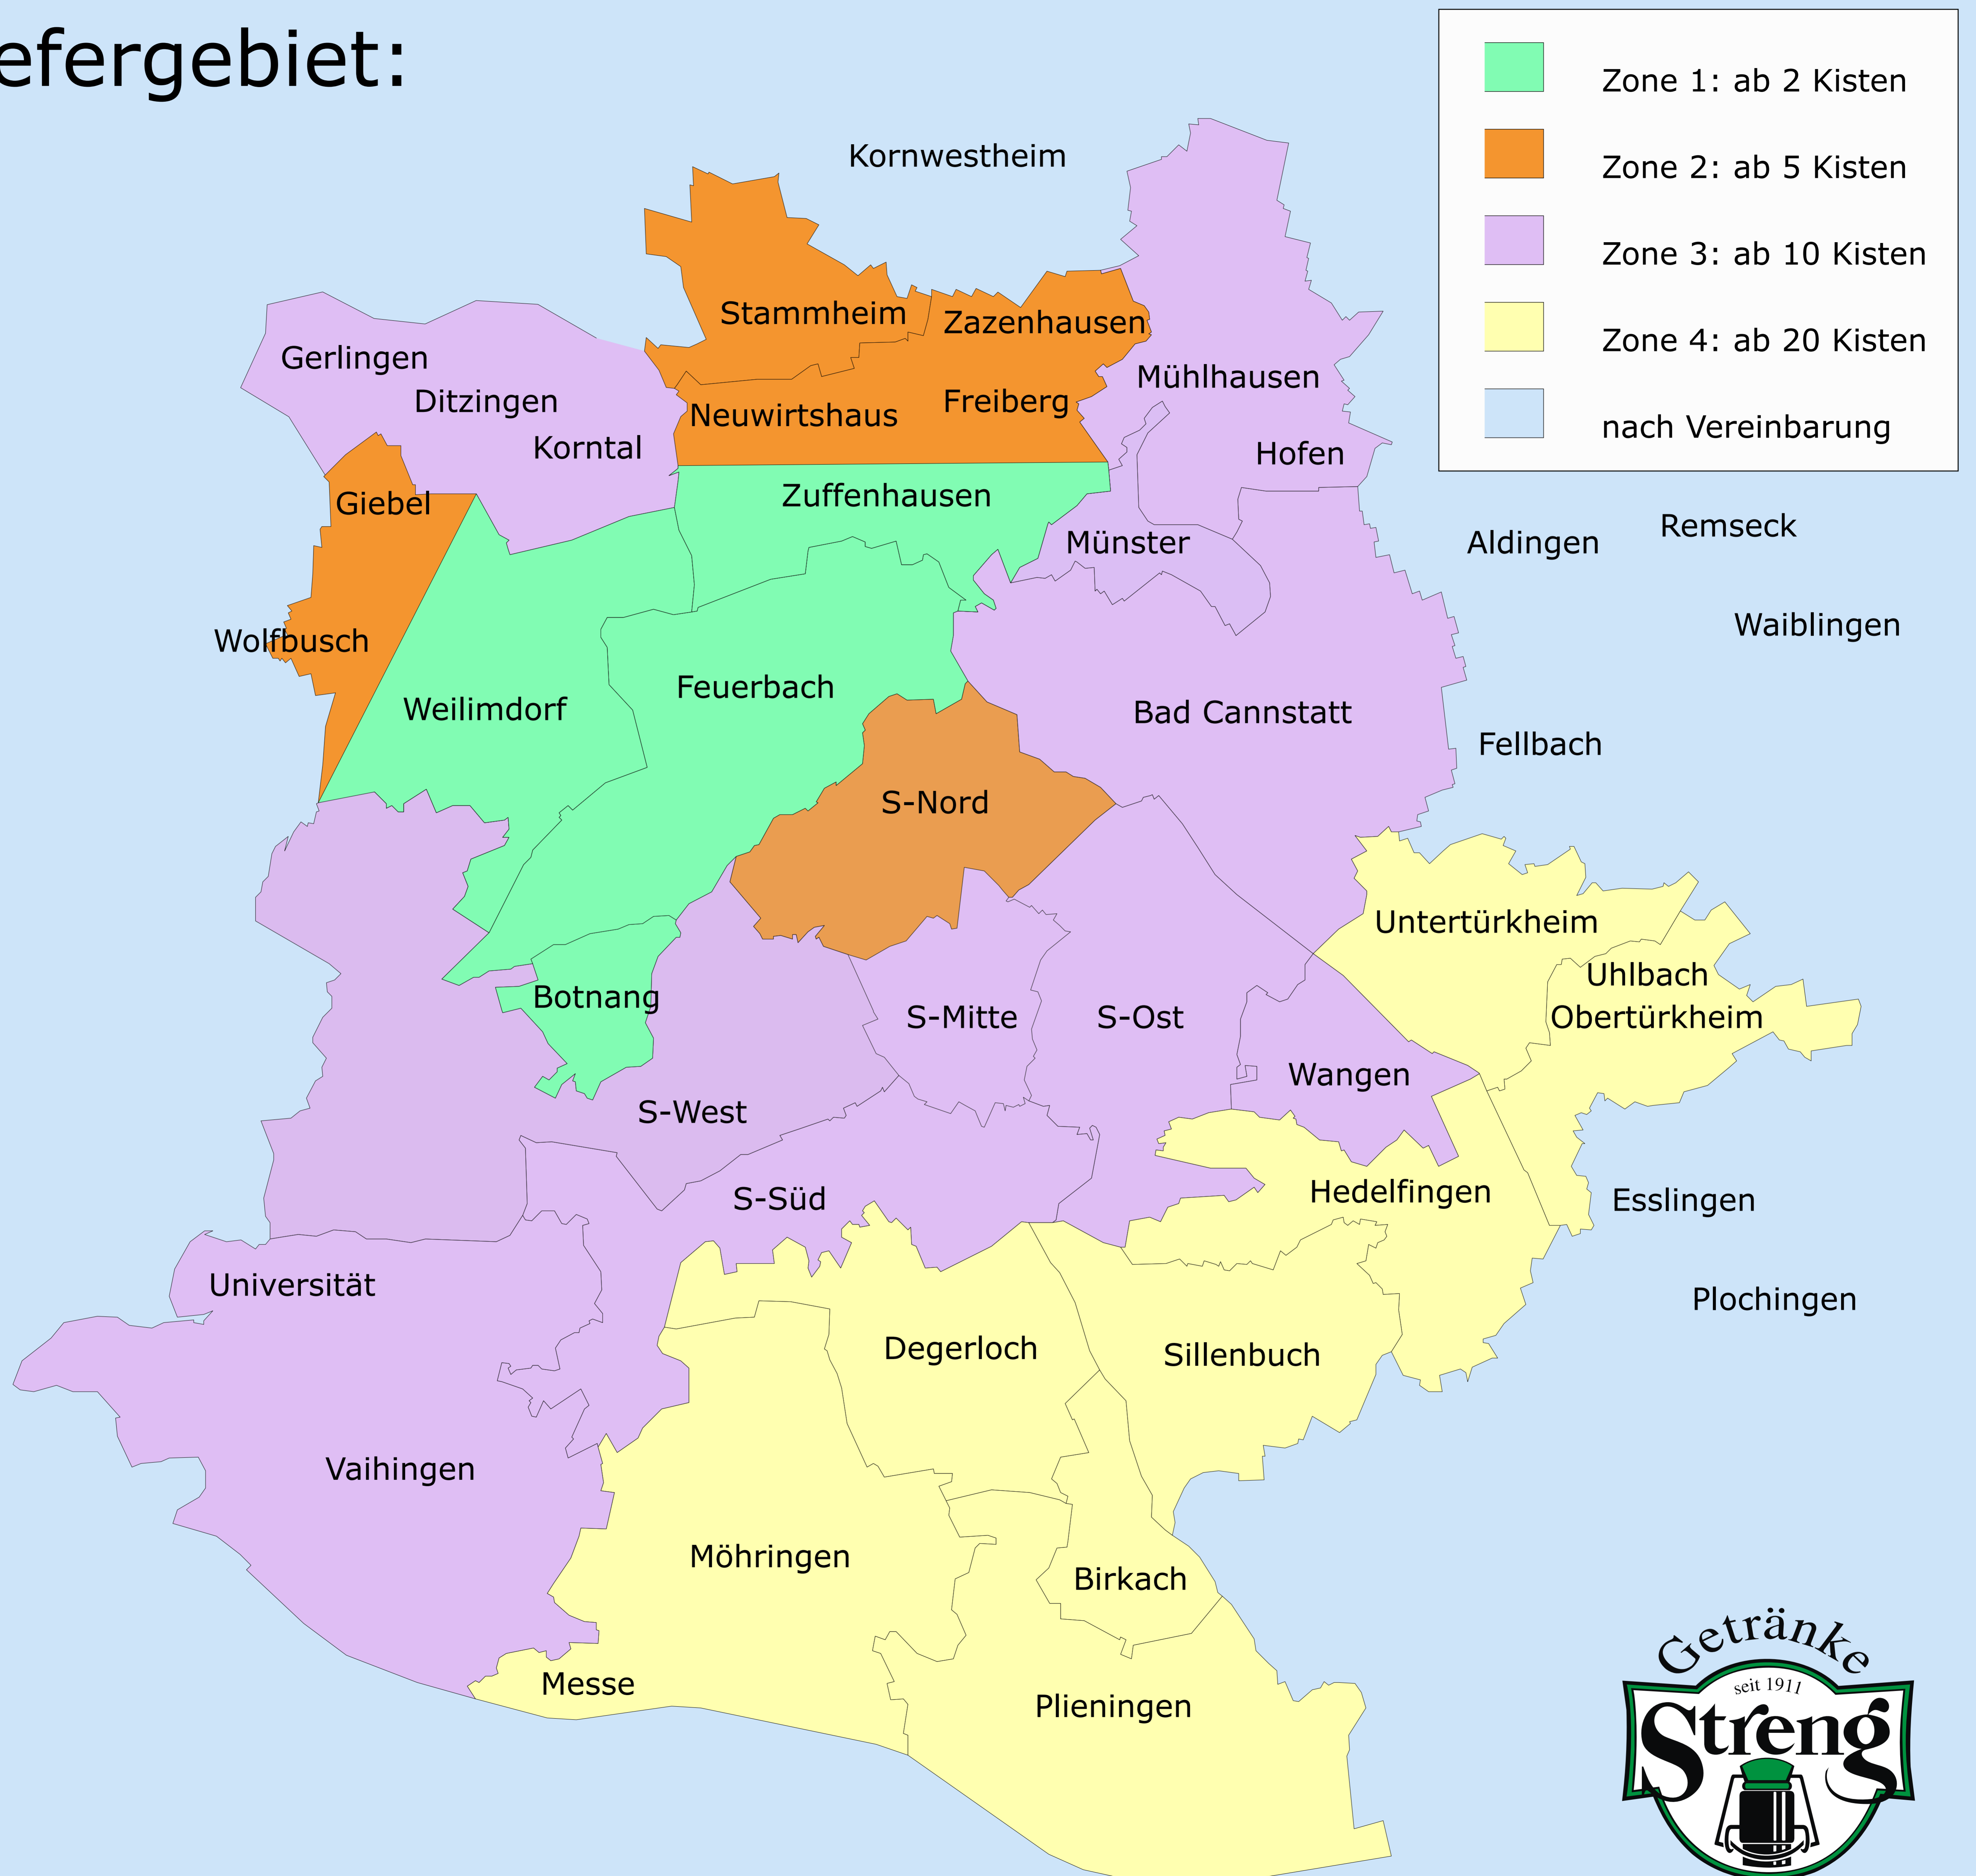 efergebiet:
Zone 1: ab 2 Kisten
Zone 2: ab 5 Kisten
Zone 3: ab 10 Kisten
Zone 4: ab 20 Kisten
nach Vereinbarung
Kornwestheim
Stammheim
Zazenhausen
Gerlingen
Mühlhausen
Ditzingen
Neuwirtshaus
Freiberg
Korntal
Hofen
Giebel
Zuffenhausen
Münster
Aldingen
Remseck
Wolfbusch
Waiblingen
Weilimdorf
Feuerbach
Bad Cannstatt
Fellbach
S-Nord
Untertürkheim
Uhlbach
Botnang
S-Mitte
S-Ost
Obertürkheim
Wangen
S-West
S-Süd
Hedelfingen
Esslingen
Universität
Plochingen
Degerloch
Sillenbuch
Vaihingen
Möhringen
Birkach
Messe
Plieningen
Getränke
seit 1911
Streng